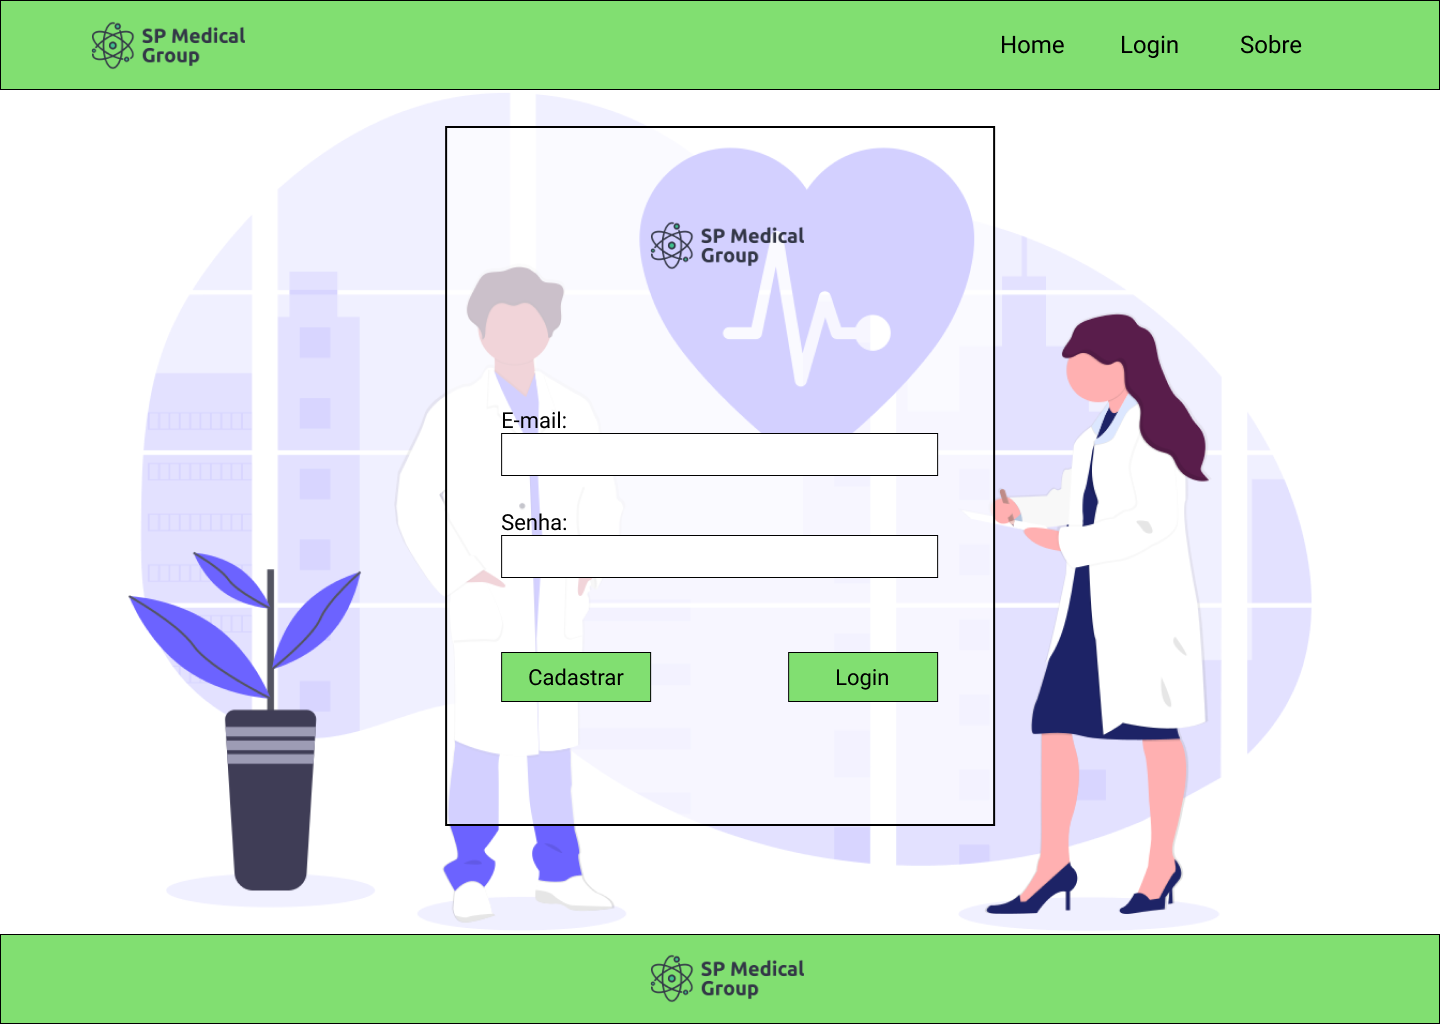 SP Medical
Group
Home
Login
Sobre
SP Medical
Group
E-mail:
Senha:
Cadastrar
Login
SP Medical
Group